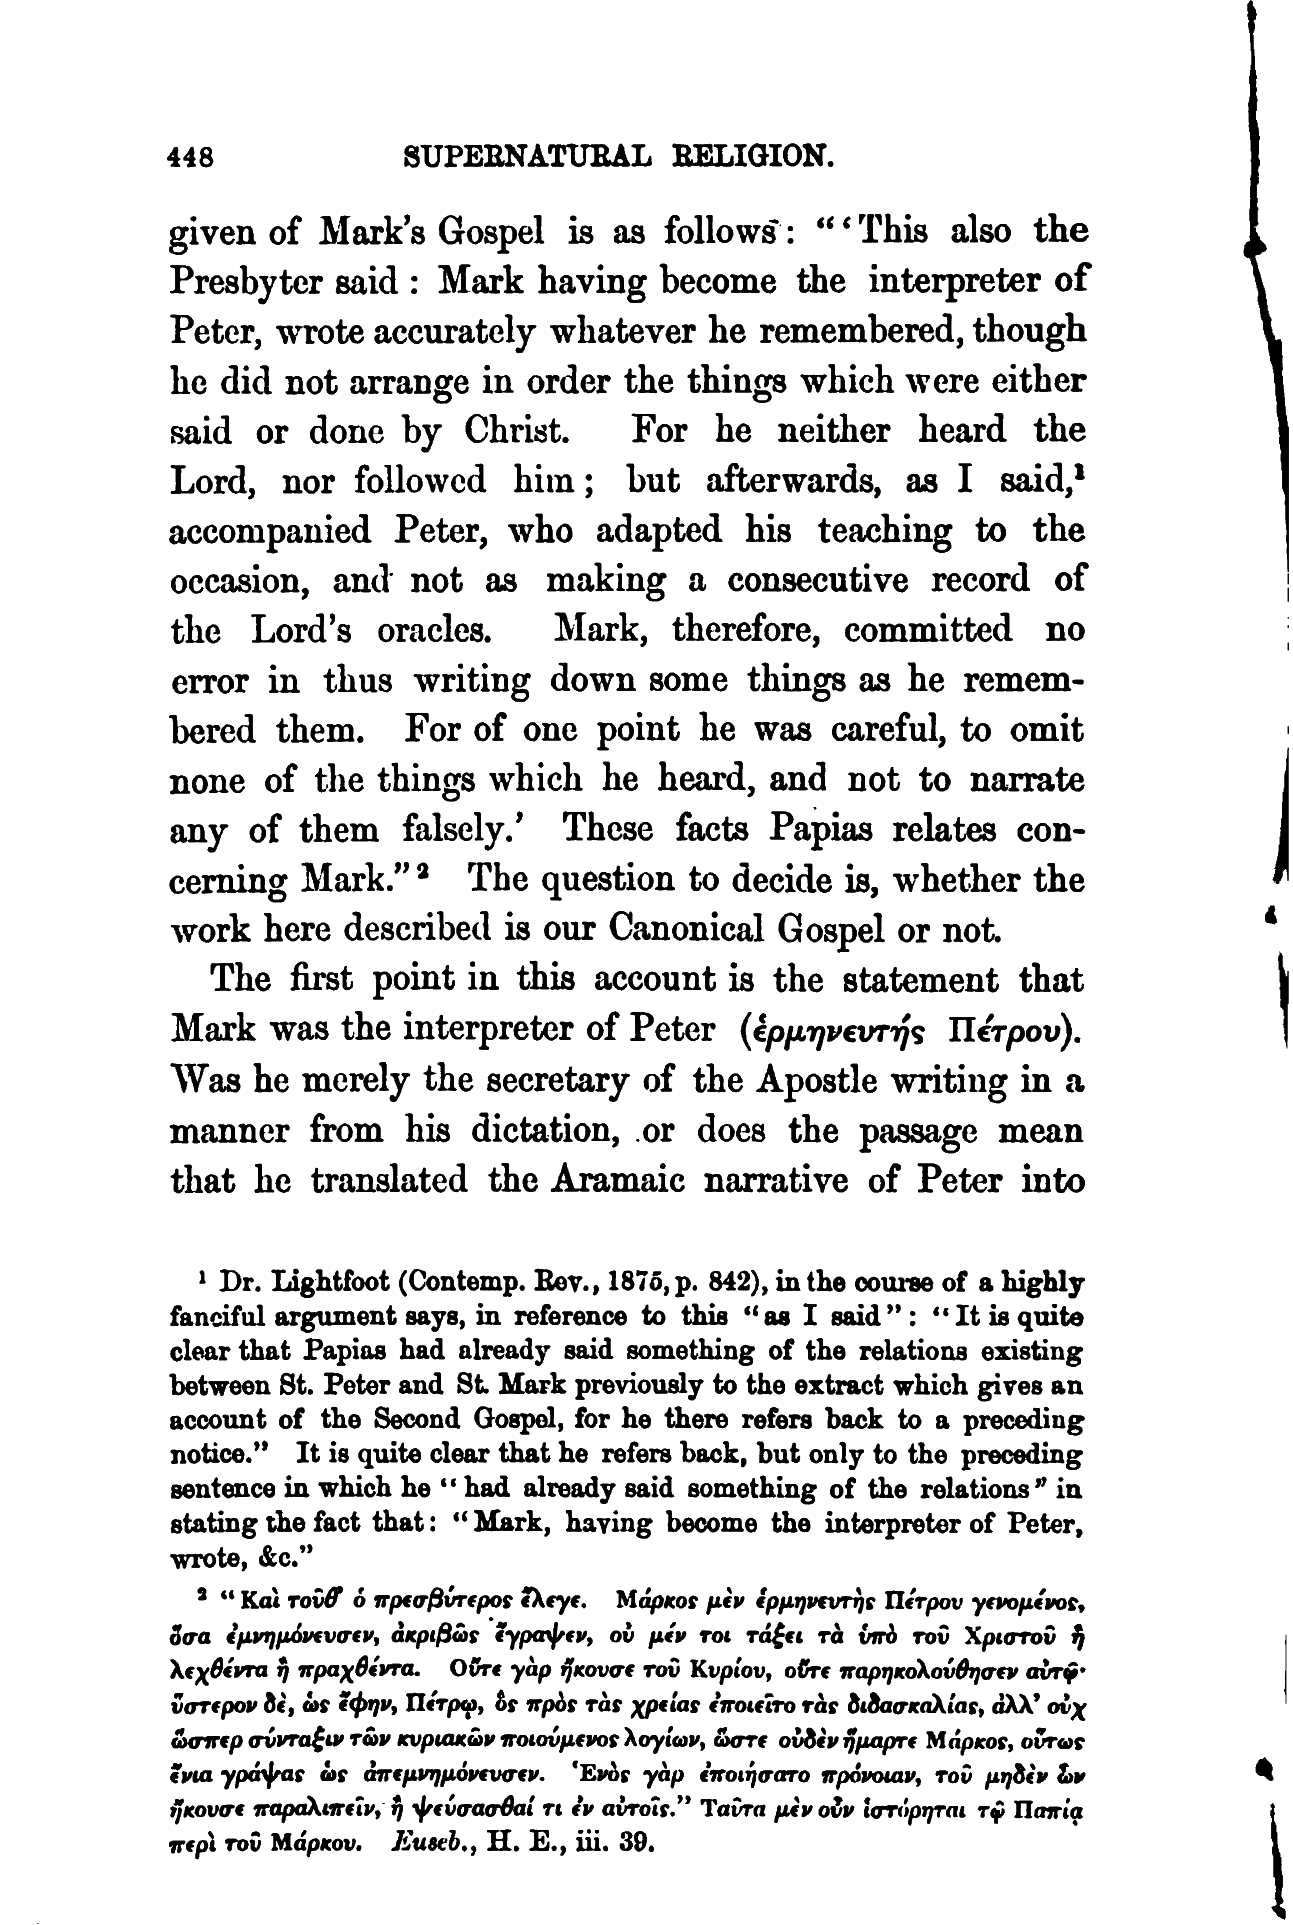 448 SUPERNATURAL RELIGION.
given of Mark's Gospel is as follows: "'This also the
Presbyter said : Mark having become the interpreter of
Peter, wrote accurately whatever he remembered, though
he did not arrange in order the things which were either
said or done by Christ. For he neither heard the
Lord, nor followed him ; but afterwards, as I said,¹
accompanied Peter, who adapted his teaching to the
occasion, and not as making a consecutive record of
the Lord's oracles. Mark, therefore, committed no
error in thus writing down some things as he remem-
bered them. For of one point he was careful, to omit
none of the things which he heard, and not to narrate
any of them falsely.' These facts Papias relates con-
cerning Mark."² The question to decide is, whether the
work here described is our Canonical Gospel or not.
The first point in this account is the statement that
Mark was the interpreter of Peter (ἑρμηνευτής Πέτρου).
Was he merely the secretary of the Apostle writing in a
manner from his dictation, or does the passage mean
that he translated the Aramaic narrative of Peter into
¹ Dr. Lightfoot (Contemp. Rev., 1875, p. 842), in the course of a highly
fanciful argument says, in reference to this "as I said" : "It is quite
clear that Papias had already said something of the relations existing
between St. Peter and St. Mark previously to the extract which gives an
account of the Second Gospel, for he there refers back to a preceding
notice." It is quite clear that he refers back, but only to the preceding
sentence in which he "had already said something of the relations" in
stating the fact that: "Mark, having become the interpreter of Peter,
wrote, &c."
² "Καὶ τοῦθ' ὁ πρεσβύτερος ἔλεγε. Μάρκος μὲν ἑρμηνευτὴς Πέτρου γενομένος,
ὅσα ἐμνημόνευσεν, ἀκριβῶς ἔγραψεν, οὐ μέν τοι τάξει τὰ ὑπὸ τοῦ Χριστοῦ ἢ
λεχθέντα ἢ πραχθέντα. Οὔτε γὰρ ἤκουσε τοῦ Κυρίου, οὔτε παρηκολούθησεν αὐτῷ·
ὕστερον δὲ, ὡς ἔφην, Πέτρῳ, ὃς πρὸς τὰς χρείας ἐποιεῖτο τὰς διδασκαλίας, ἀλλ' οὐχ
ὥσπερ σύνταξιν τῶν κυριακῶν ποιούμενος λογίων, ὥστε οὐδὲν ἥμαρτε Μάρκος, οὕτως
ἔνια γράψας ὡς ἀπεμνημόνευσεν. Ἑνὸς γὰρ ἐποιήσατο πρόνοιαν, τοῦ μηδὲν ὧν
ἤκουσε παραλιπεῖν, ἢ ψεύσασθαί τι ἐν αὐτοῖς." Ταῦτα μὲν οὖν ἱστόρηται τῷ Παπίᾳ
περὶ τοῦ Μάρκου. Euseb., H. E., iii. 39.